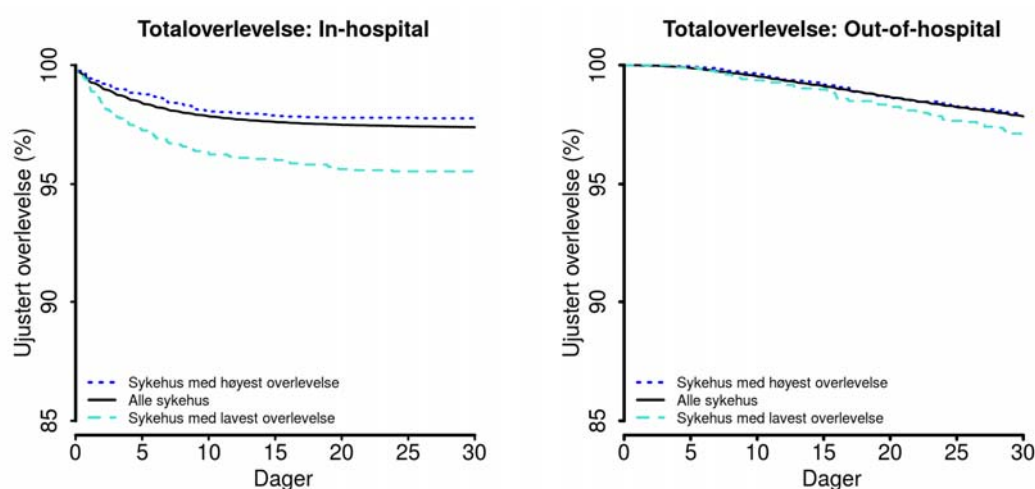 Totaloverlevelse: In-hospital
Ujustert overlevelse (%)
100
95
90
85
Sykehus med høyest overlevelse
Alle sykehus
Sykehus med lavest overlevelse
0 5 10 15 20 25 30
Dager
Totaloverlevelse: Out-of-hospital
Ujustert overlevelse (%)
100
95
90
85
Sykehus med høyest overlevelse
Alle sykehus
Sykehus med lavest overlevelse
0 5 10 15 20 25 30
Dager